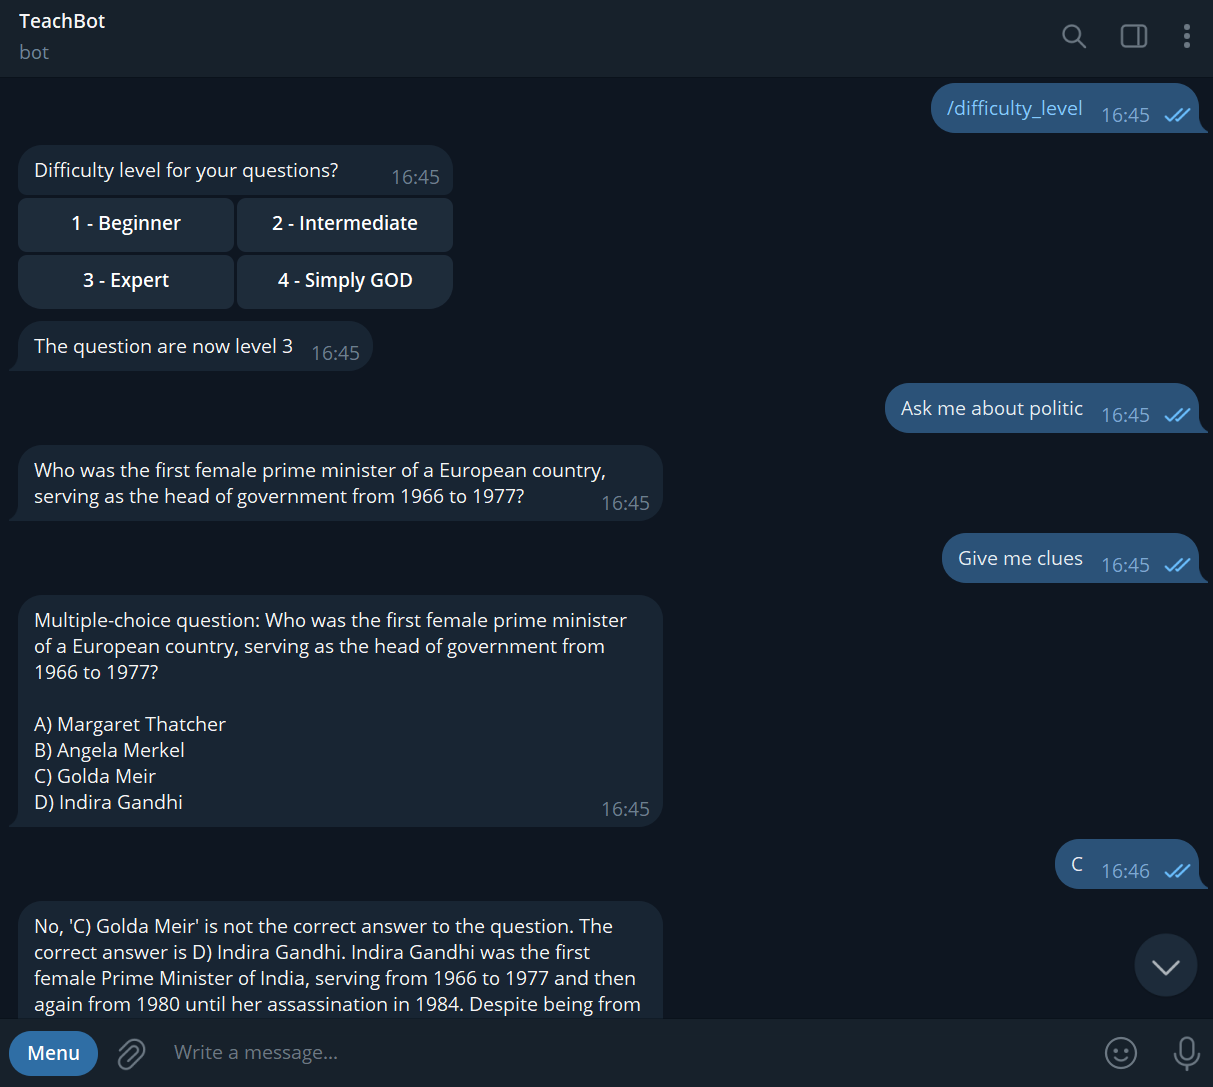 TeachBot
bot
/difficulty_level 16:45
Difficulty level for your questions? 16:45
1 - Beginner
2 - Intermediate
3 - Expert
4 - Simply GOD
The question are now level 3 16:45
Ask me about politic 16:45
Who was the first female prime minister of a European country,
serving as the head of government from 1966 to 1977? 16:45
Give me clues 16:45
Multiple-choice question: Who was the first female prime minister
of a European country, serving as the head of government from
1966 to 1977?
A) Margaret Thatcher
B) Angela Merkel
C) Golda Meir
D) Indira Gandhi 16:45
C 16:46
No, 'C) Golda Meir' is not the correct answer to the question. The
correct answer is D) Indira Gandhi. Indira Gandhi was the first
female Prime Minister of India, serving from 1966 to 1977 and then
again from 1980 until her assassination in 1984. Despite being from
Menu
Write a message...